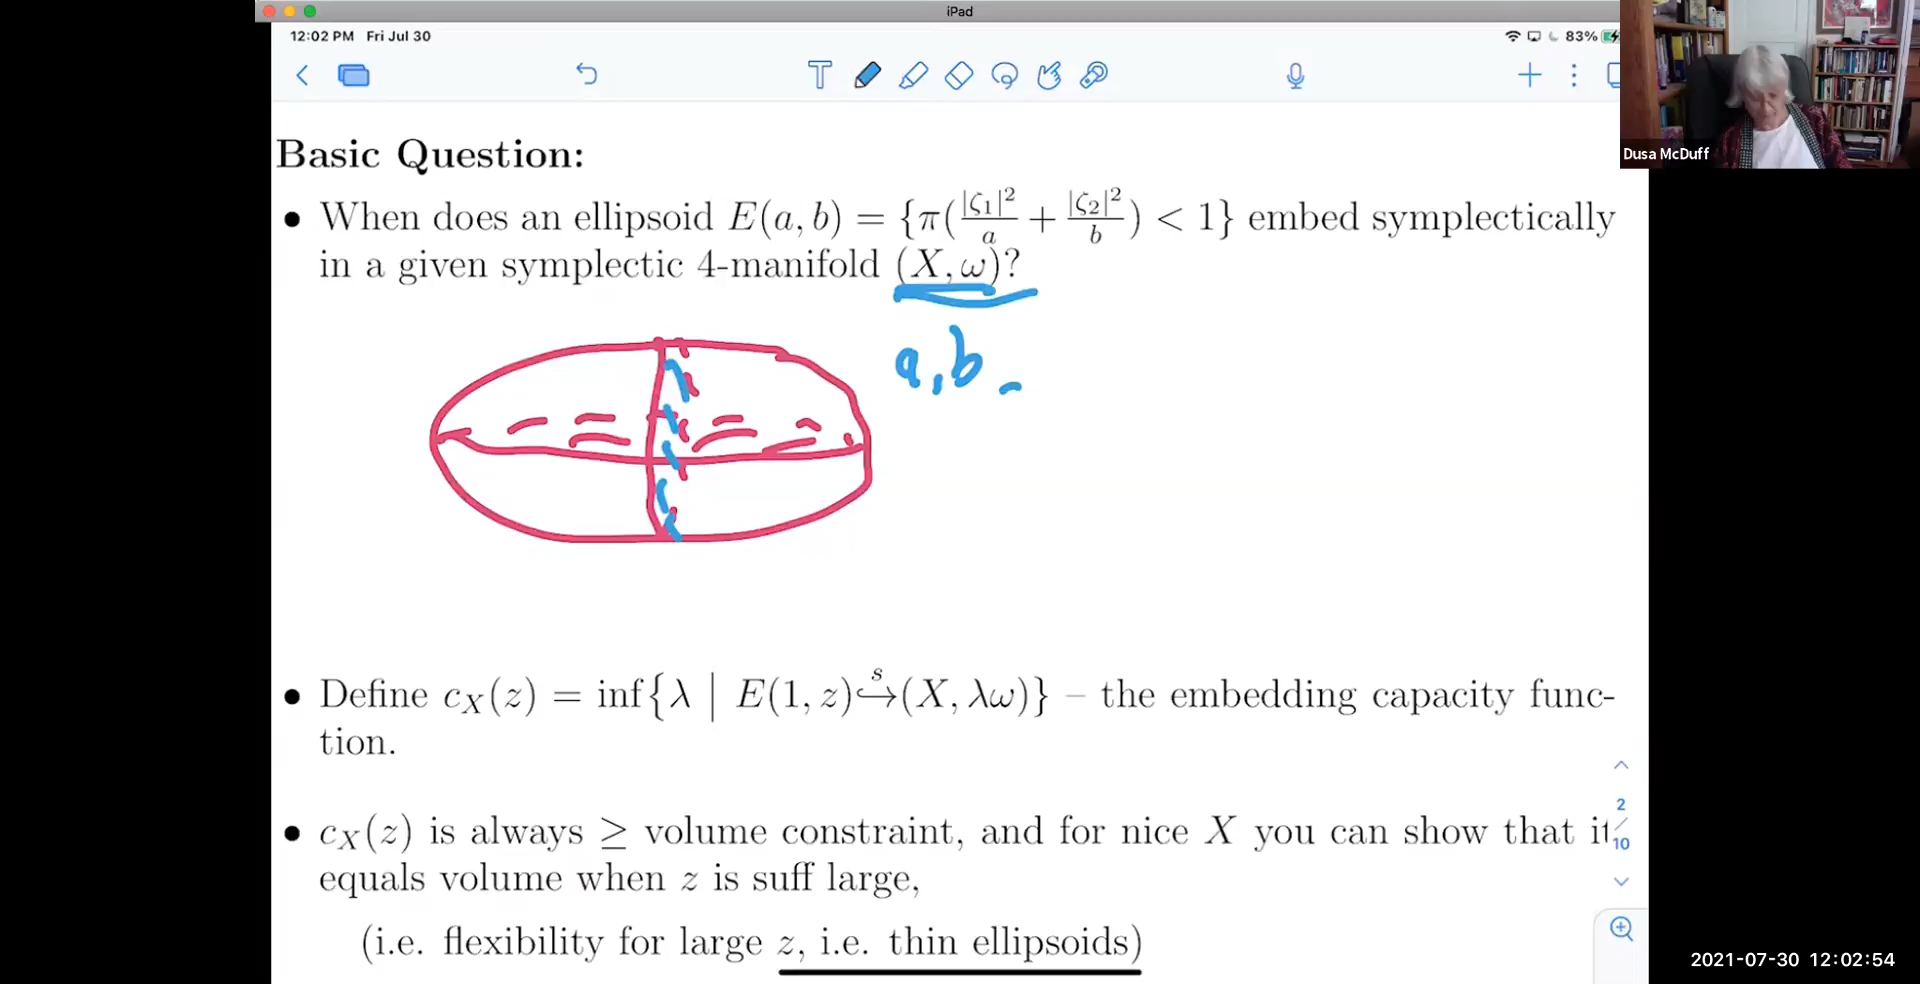 iPad
12:02 PM Fri Jul 30
83%
Dusa McDuff
Basic Question:
• When does an ellipsoid E(a, b) = {π(|ζ₁|²/a + |ζ₂|²/b) < 1} embed symplectically
in a given symplectic 4-manifold (X, ω)?
a, b
• Define c_X(z) = inf{λ | E(1, z) ↪ˢ (X, λω)} – the embedding capacity func-
tion.
• c_X(z) is always ≥ volume constraint, and for nice X you can show that it
equals volume when z is suff large,
(i.e. flexibility for large z, i.e. thin ellipsoids)
2/10
2021-07-30 12:02:54